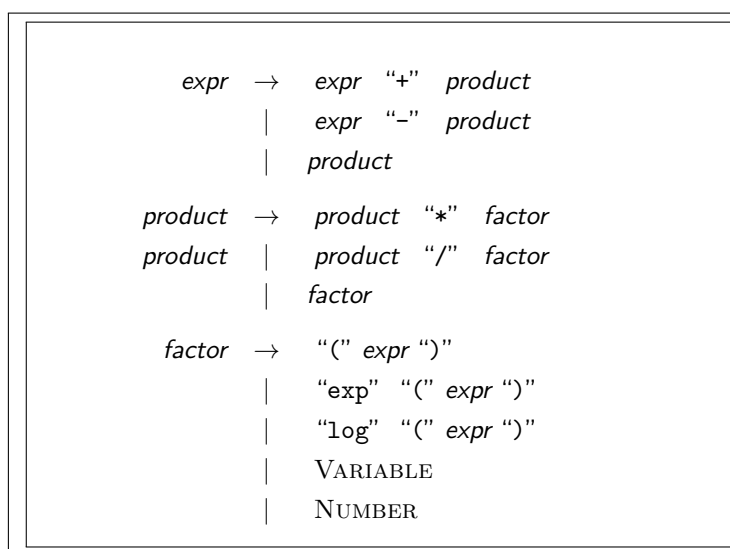 expr → expr “+” product
| expr “-” product
| product
product → product “*” factor
product | product “/” factor
| factor
factor → “(” expr “)”
| “exp” “(” expr “)”
| “log” “(” expr “)”
| VARIABLE
| NUMBER